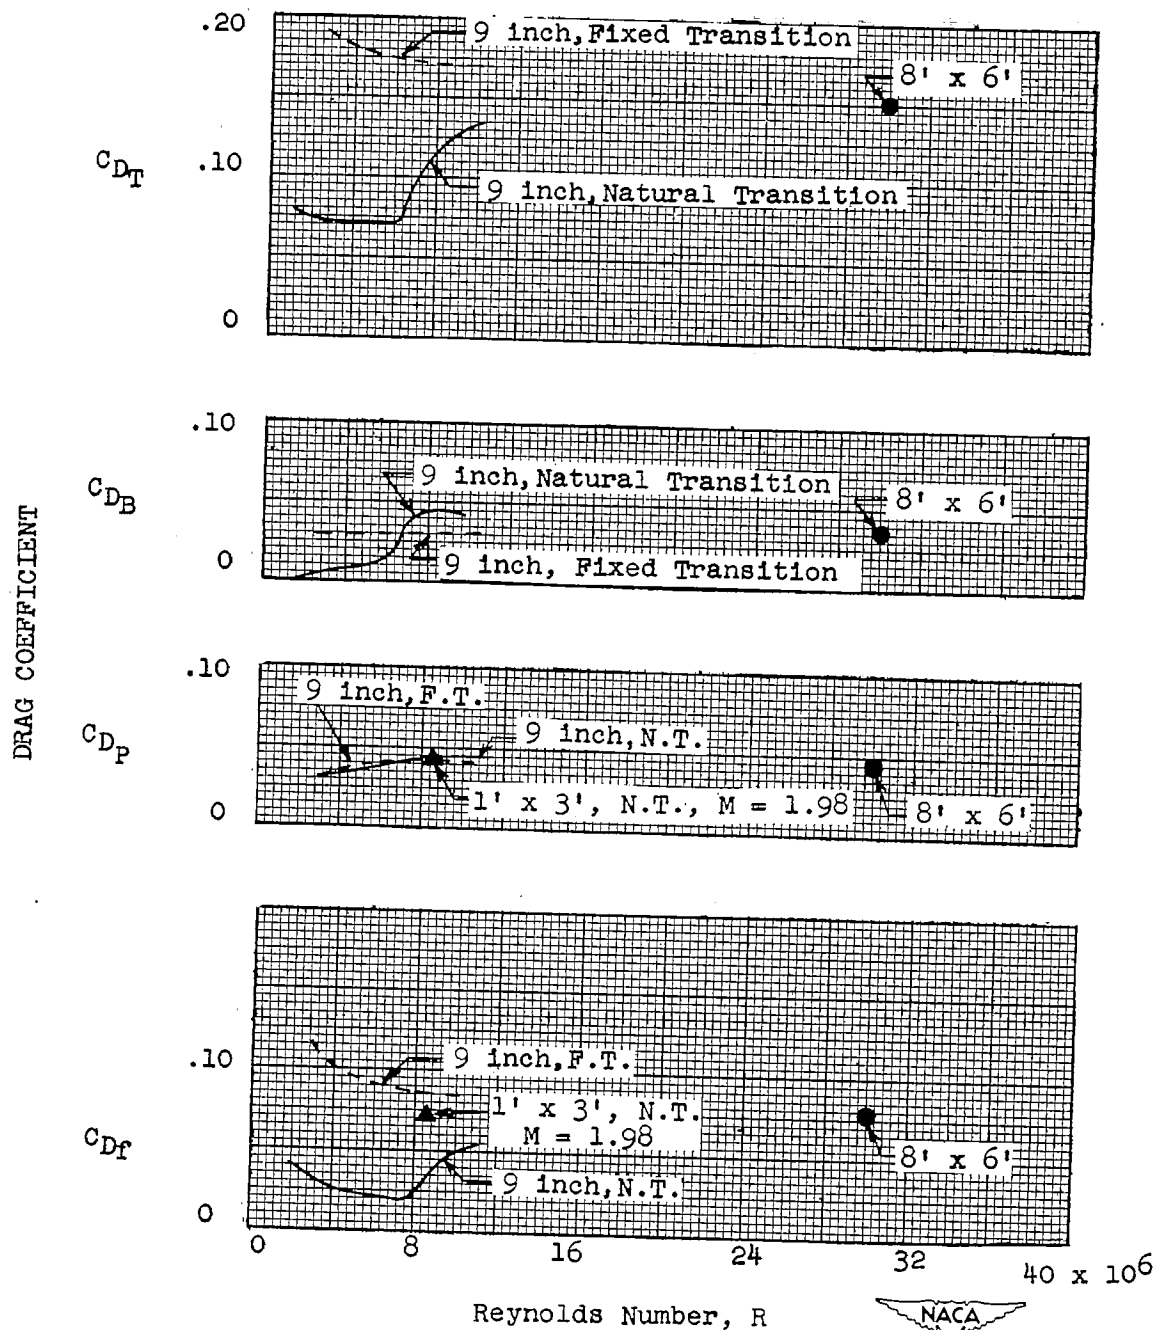 .20
9 inch, Fixed Transition
8' x 6'
C_DT
.10
9 inch, Natural Transition
0
.10
C_DB
9 inch, Natural Transition
8' x 6'
0
9 inch, Fixed Transition
DRAG COEFFICIENT
.10
9 inch, F.T.
C_DP
9 inch, N.T.
1' x 3', N.T., M = 1.98
8' x 6'
0
.10
9 inch, F.T.
1' x 3', N.T.
M = 1.98
C_Df
8' x 6'
9 inch, N.T.
0
0 8 16 24 32 40 x 10⁶
Reynolds Number, R
NACA